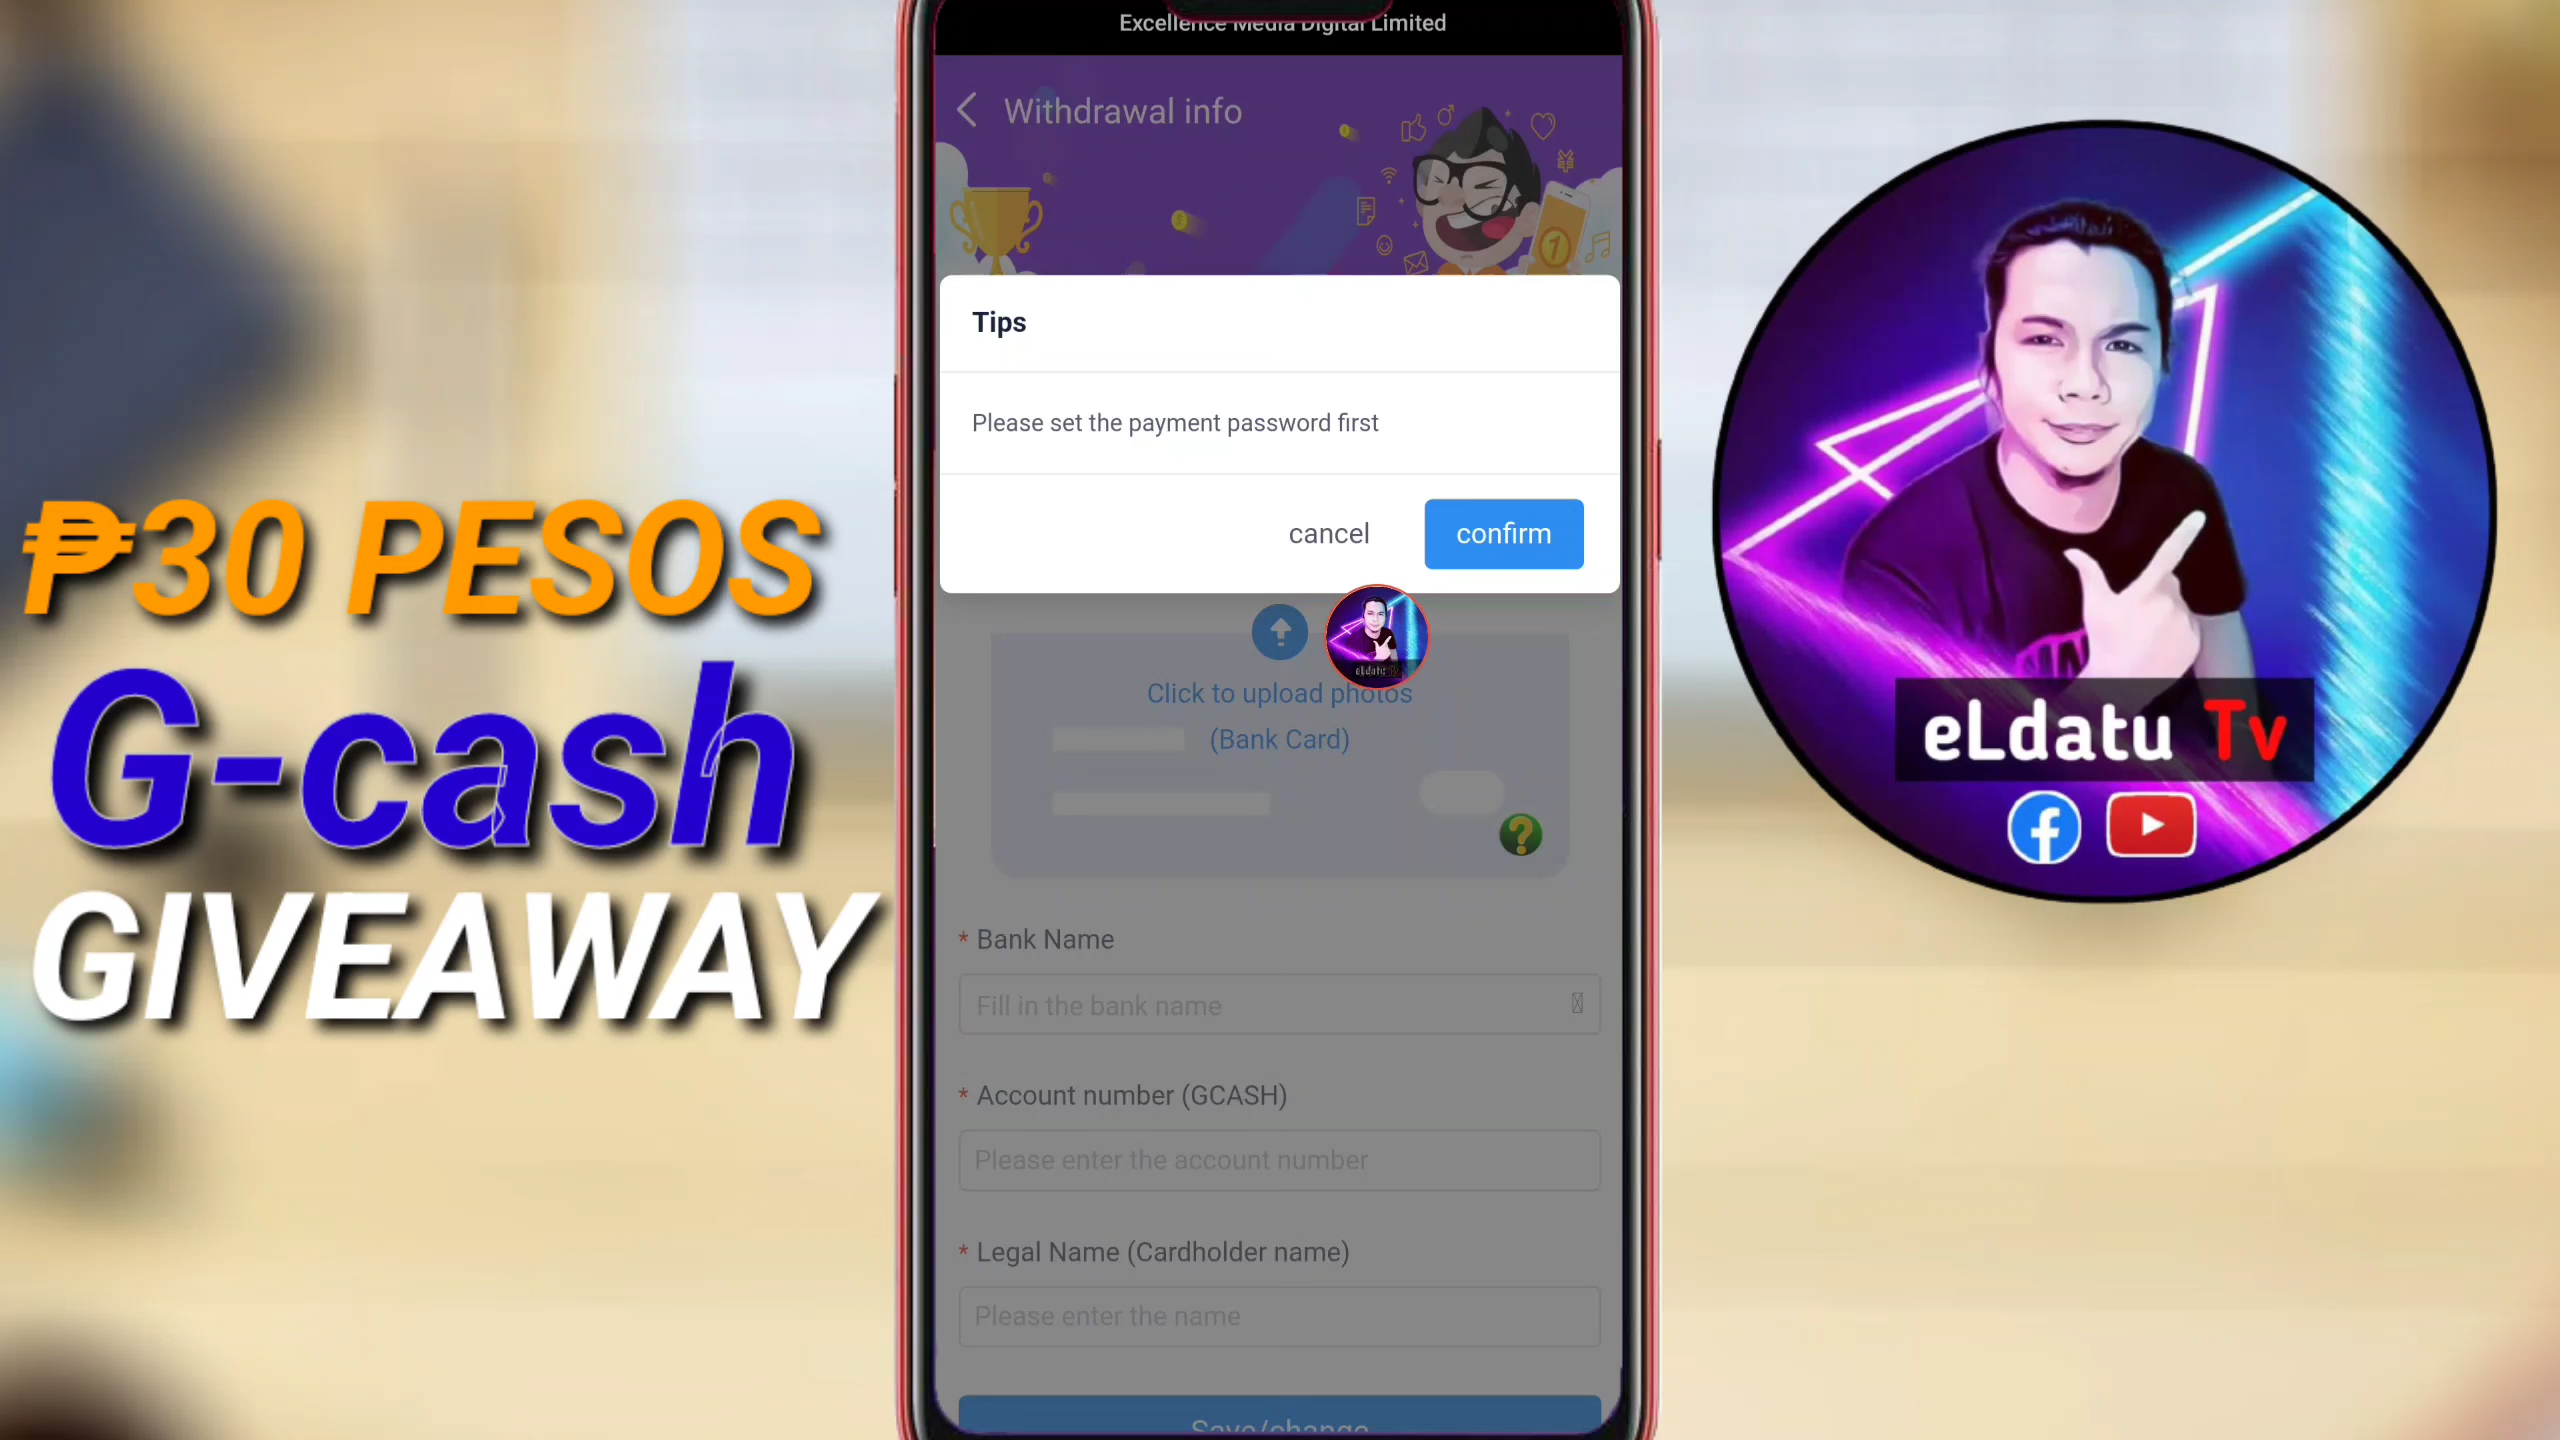 Excellence Media Digital Limited
Withdrawal info
Tips
Please set the payment password first
cancel
confirm
Click to upload photos
(Bank Card)
* Bank Name
Fill in the bank name
* Account number (GCASH)
Please enter the account number
* Legal Name (Cardholder name)
Please enter the name
Save/change
₱30 PESOS
G-cash
GIVEAWAY
eLdatu Tv